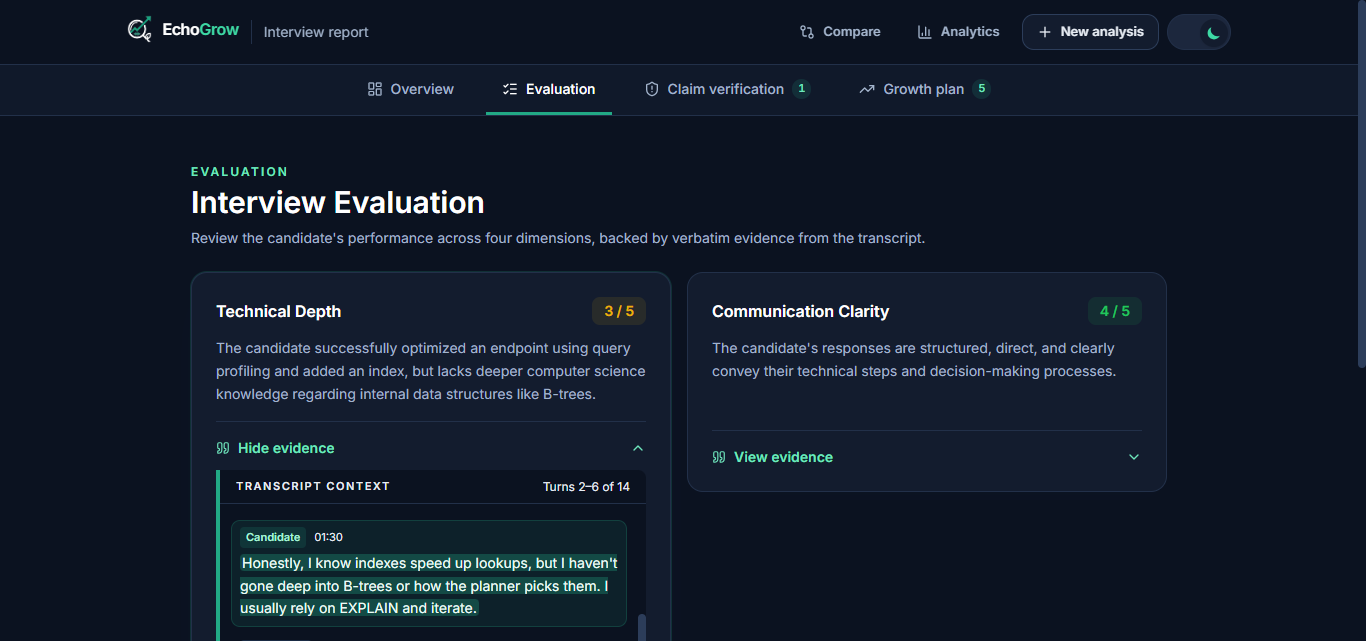 EchoGrow
Interview report
Compare
Analytics
New analysis
Overview
Evaluation
Claim verification 1
Growth plan 5
EVALUATION
Interview Evaluation
Review the candidate's performance across four dimensions, backed by verbatim evidence from the transcript.
Technical Depth
3 / 5
The candidate successfully optimized an endpoint using query
profiling and added an index, but lacks deeper computer science
knowledge regarding internal data structures like B-trees.
Hide evidence
TRANSCRIPT CONTEXT
Turns 2–6 of 14
Candidate 01:30
Honestly, I know indexes speed up lookups, but I haven't
gone deep into B-trees or how the planner picks them. I
usually rely on EXPLAIN and iterate.
Communication Clarity
4 / 5
The candidate's responses are structured, direct, and clearly
convey their technical steps and decision-making processes.
View evidence